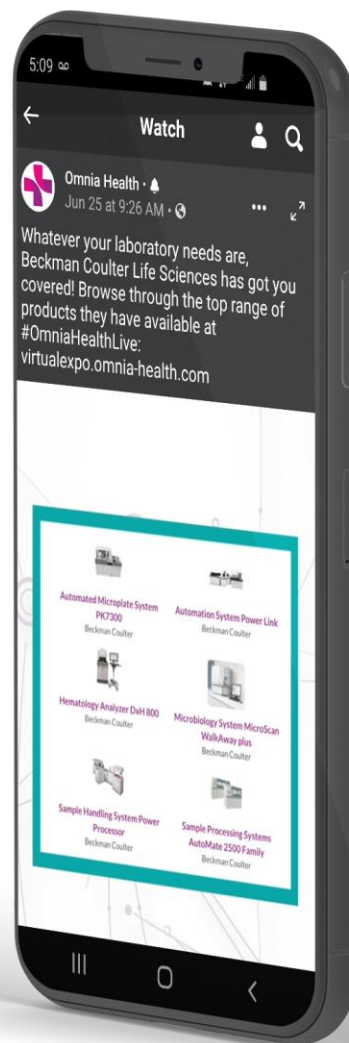 5:09
Watch
Omnia Health •
Jun 25 at 9:26 AM •
Whatever your laboratory needs are,
Beckman Coulter Life Sciences has got you
covered! Browse through the top range of
products they have available at
#OmniaHealthLive:
virtualexpo.omnia-health.com
Automated Microplate System
PK7300
Beckman Coulter
Automation System Power Link
Beckman Coulter
Hematology Analyzer DxH 800
Beckman Coulter
Microbiology System MicroScan
WalkAway plus
Beckman Coulter
Sample Handling System Power
Processor
Beckman Coulter
Sample Processing Systems
AutoMate 2500 Family
Beckman Coulter